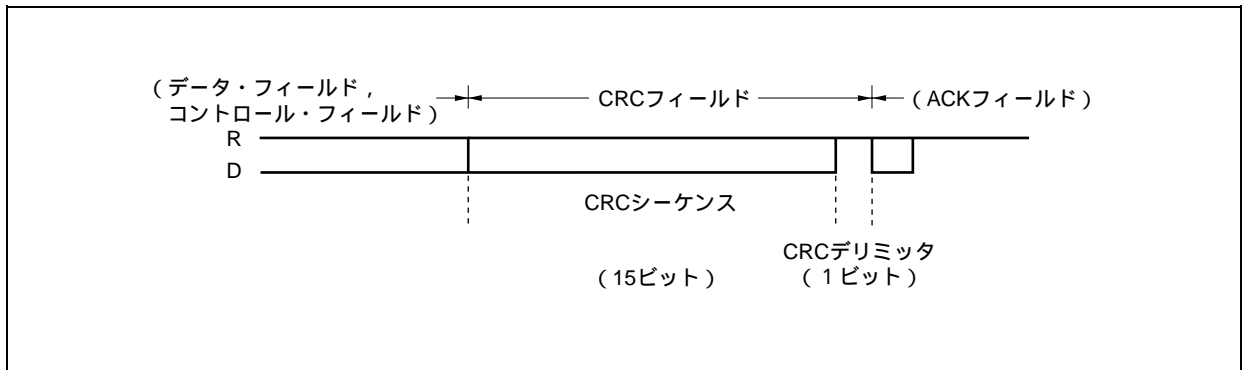 （データ・フィールド，
コントロール・フィールド）
CRCフィールド
（ACKフィールド）
R
D
CRCシーケンス
CRCデリミッタ
（15ビット）
（１ビット）